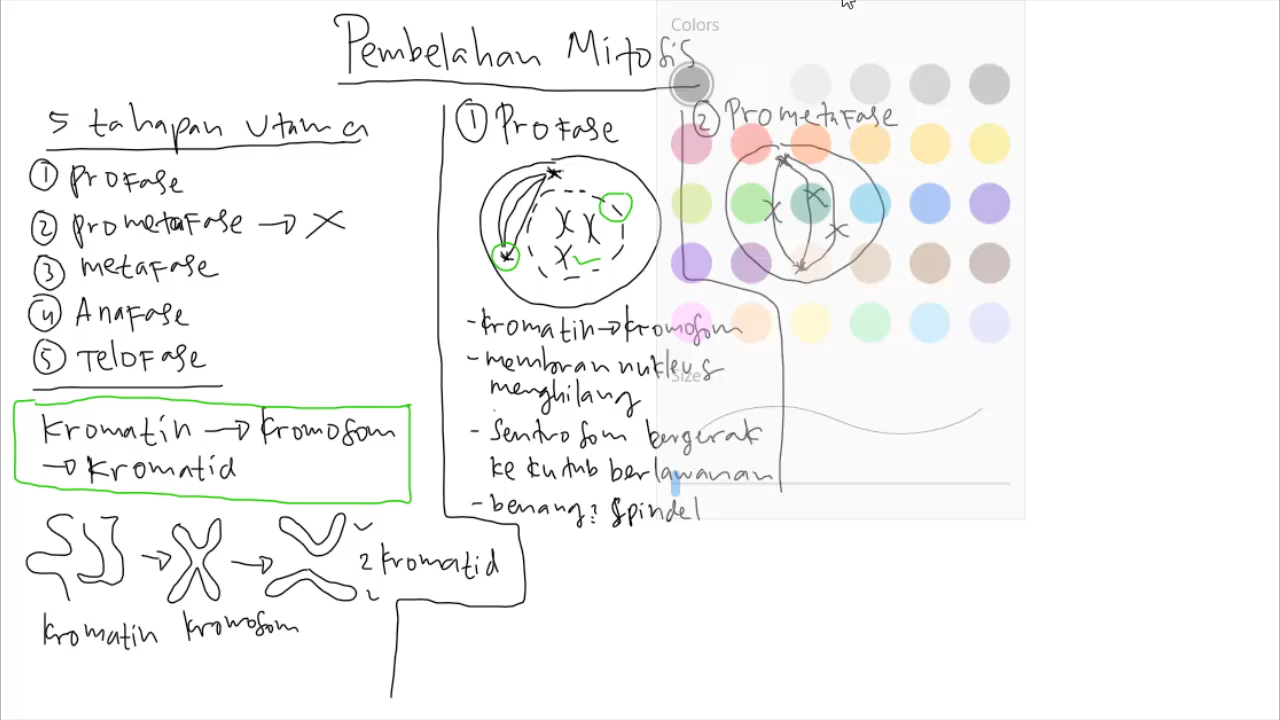 Pembelahan Mitosis
5 tahapan utama
① Profase
② prometafase → X
③ metafase
④ Anafase
⑤ Telofase
kromatin → kromosom
→ kromatid
2 kromatid
kromatin kromosom
① Profase
- kromatin → kromosom
- membran nukleus
menghilang
- Sentrosom bergerak
ke kutub berlawanan
- benang² spindel
② Prometafase
Colors
Size